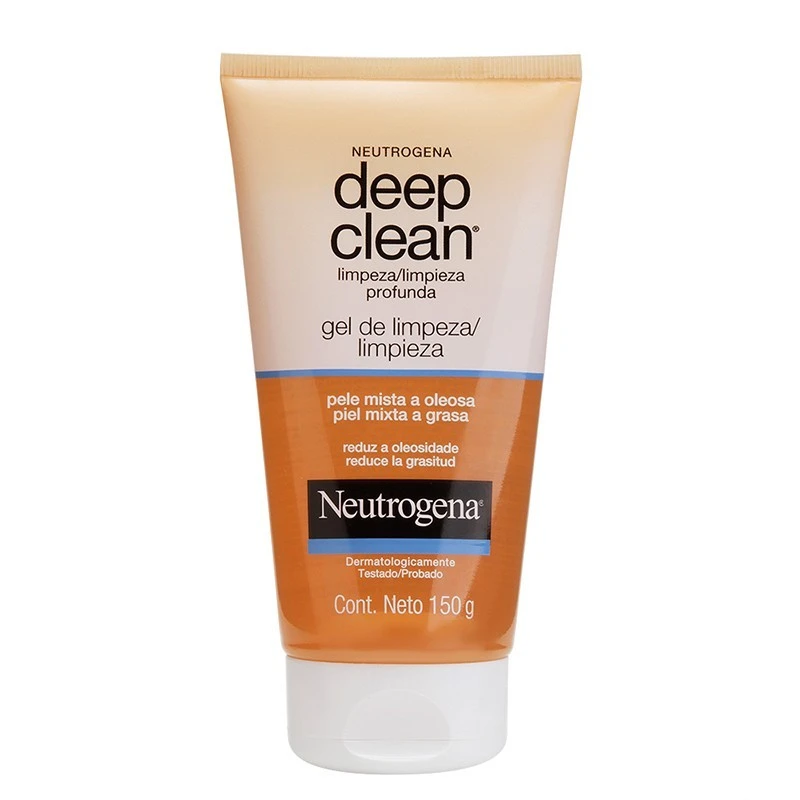 NEUTROGENA
deep
clean®
limpeza/limpieza
profunda
gel de limpeza/
limpieza
pele mista a oleosa
piel mixta a grasa
reduz a oleosidade
reduce la grasitud
Neutrogena®
Dermatologicamente
Testado/Probado
Cont. Neto 150 g